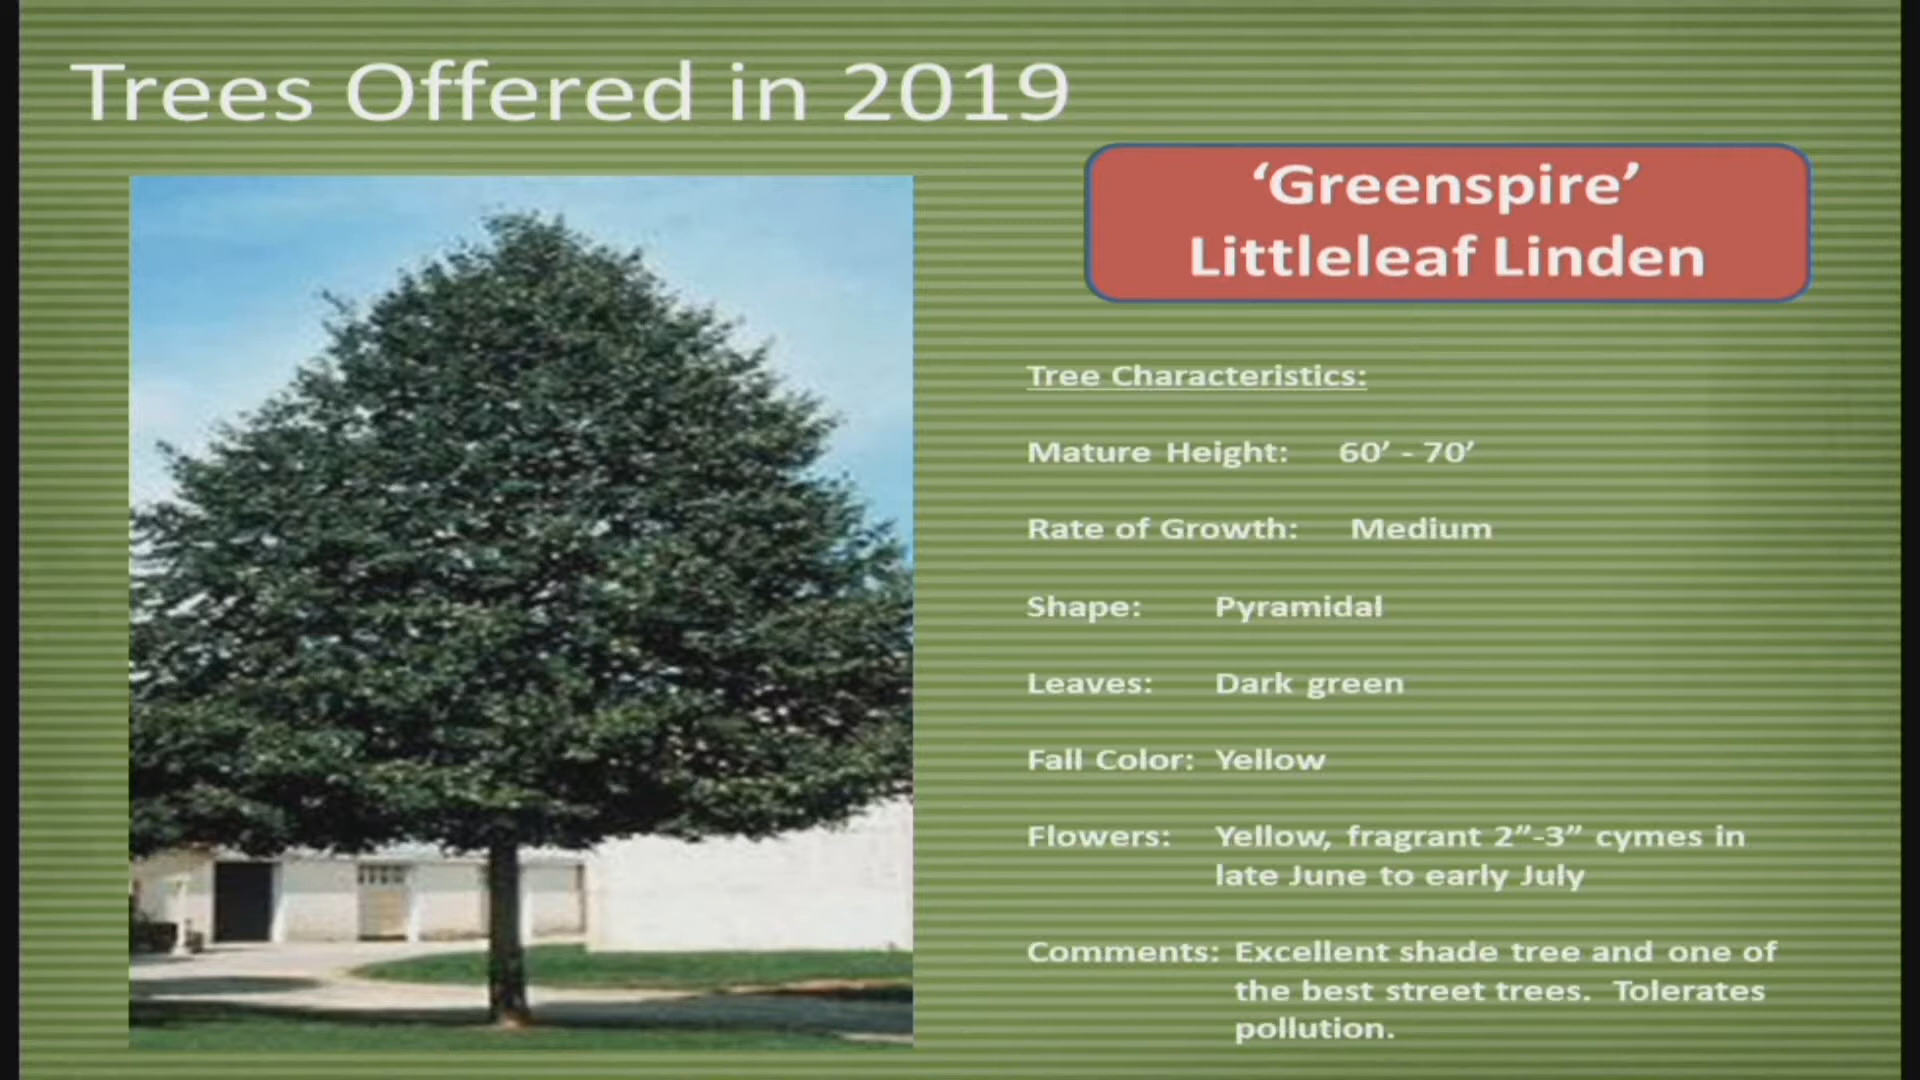 Trees Offered in 2019
‘Greenspire’
Littleleaf Linden
Tree Characteristics:
Mature Height: 60’ - 70’
Rate of Growth: Medium
Shape: Pyramidal
Leaves: Dark green
Fall Color: Yellow
Flowers: Yellow, fragrant 2”-3” cymes in
late June to early July
Comments: Excellent shade tree and one of
the best street trees. Tolerates
pollution.